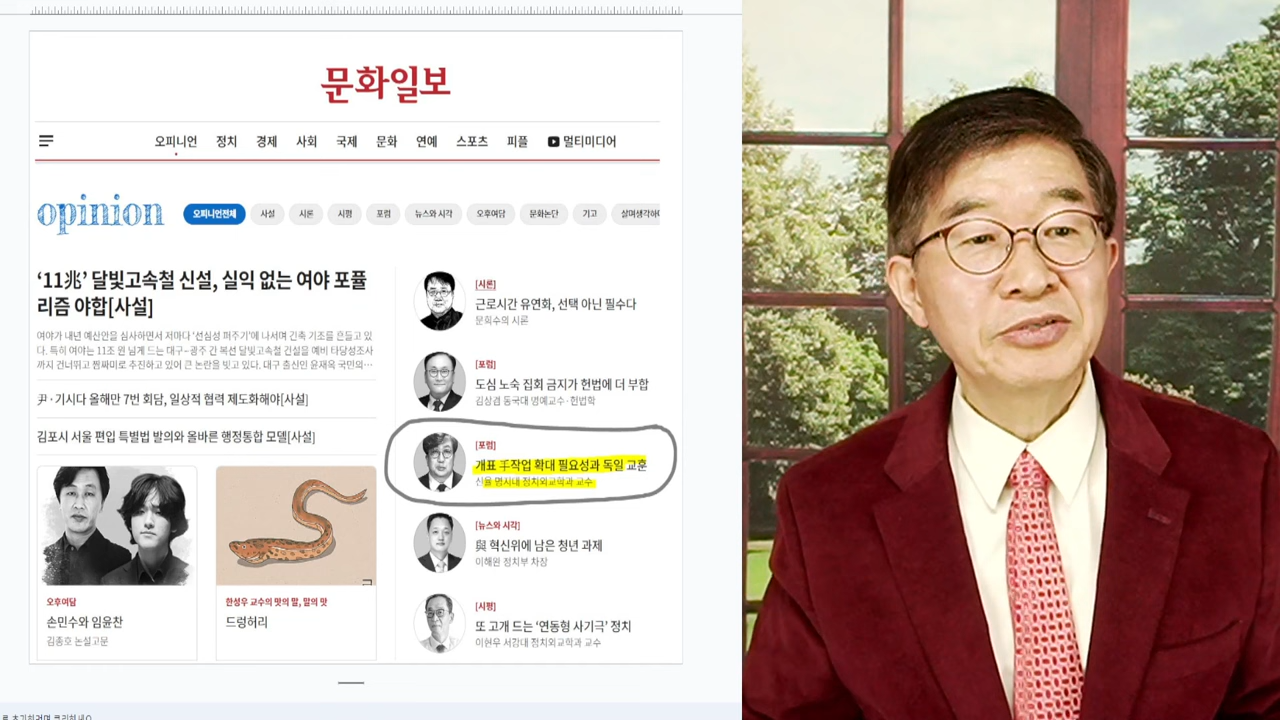 문화일보
오피니언 정치 경제 사회 국제 문화 연예 스포츠 피플 멀티미디어
opinion
오피니언전체 사설 시론 시평 포럼 뉴스와 시각 오후여담 문화논단 기고
‘11兆’ 달빛고속철 신설, 실익 없는 여야 포퓰
리즘 야합[사설]
여야가 내년 예산안을 심사하면서 저마다 ‘선심성 퍼주기’에 나서며 긴축 기조를 흔들고 있
다. 특히 여야는 11조 원 넘게 드는 대구~광주 간 복선 달빛고속철 건설을 예비 타당성조사
까지 건너뛰고 짬짜미로 추진하고 있어 큰 논란을 빚고 있다. 대구 출신인 윤재옥 국민의…
尹·기시다 올해만 7번 회담, 일상적 협력 제도화해야[사설]
김포시 서울 편입 특별법 발의와 올바른 행정통합 모델[사설]
오후여담
손민수와 임윤찬
김종호 논설고문
한성우 교수의 맛의 말, 말의 맛
드렁허리
[시론]
근로시간 유연화, 선택 아닌 필수다
문희수의 시론
[포럼]
도심 노숙 집회 금지가 헌법에 더 부합
김상겸 동국대 명예교수·헌법학
[포럼]
개표 手작업 확대 필요성과 독일 교훈
신율 명지대 정치외교학과 교수
[뉴스와 시각]
與 혁신위에 남은 청년 과제
이해완 정치부 차장
[시평]
또 고개 드는 ‘연동형 사기극’ 정치
이현우 서강대 정치외교학과 교수